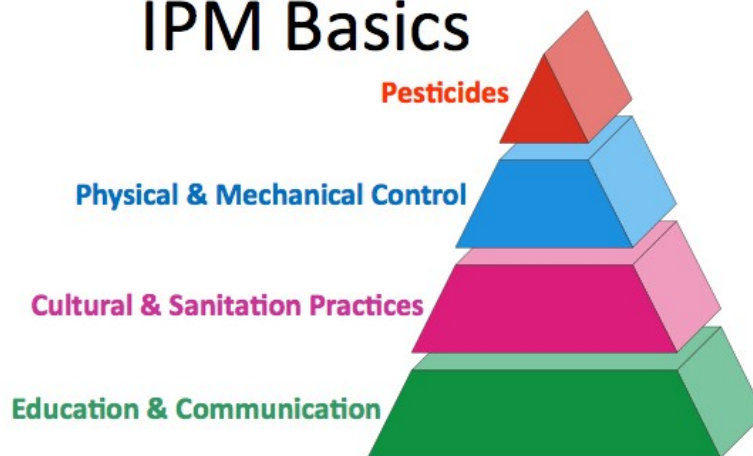 IPM Basics
Pesticides
Physical & Mechanical Control
Cultural & Sanitation Practices
Education & Communication